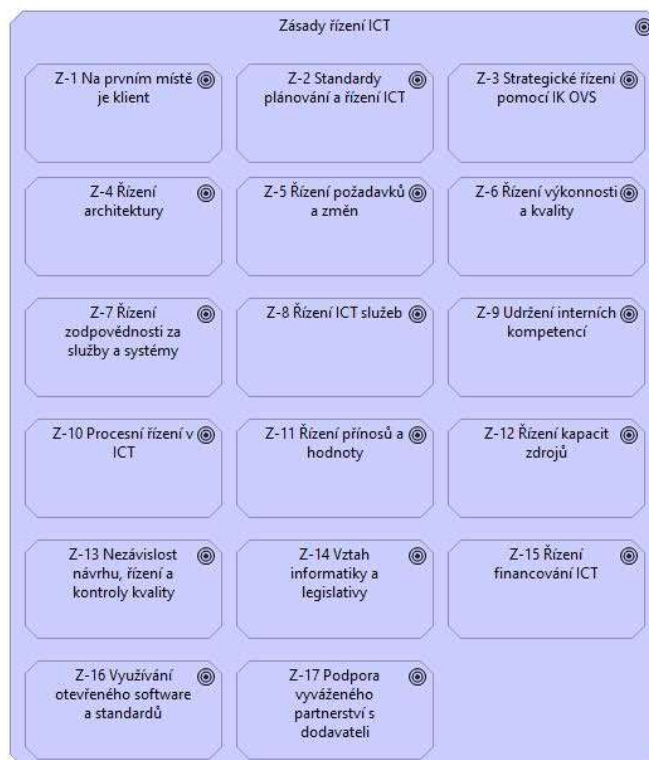 Zásady řízení ICT
Z-1 Na prvním místě
je klient
Z-2 Standardy
plánování a řízení ICT
Z-3 Strategické řízení
pomocí IK OVS
Z-4 Řízení
architektury
Z-5 Řízení požadavků
a změn
Z-6 Řízení výkonnosti
a kvality
Z-7 Řízení
zodpovědnosti za
služby a systémy
Z-8 Řízení ICT služeb
Z-9 Udržení interních
kompetencí
Z-10 Procesní řízení v
ICT
Z-11 Řízení přínosů a
hodnoty
Z-12 Řízení kapacit
zdrojů
Z-13 Nezávislost
návrhu, řízení a
kontroly kvality
Z-14 Vztah
informatiky a
legislativy
Z-15 Řízení
financování ICT
Z-16 Využívání
otevřeného software
a standardů
Z-17 Podpora
vyváženého
partnerství s
dodavateli